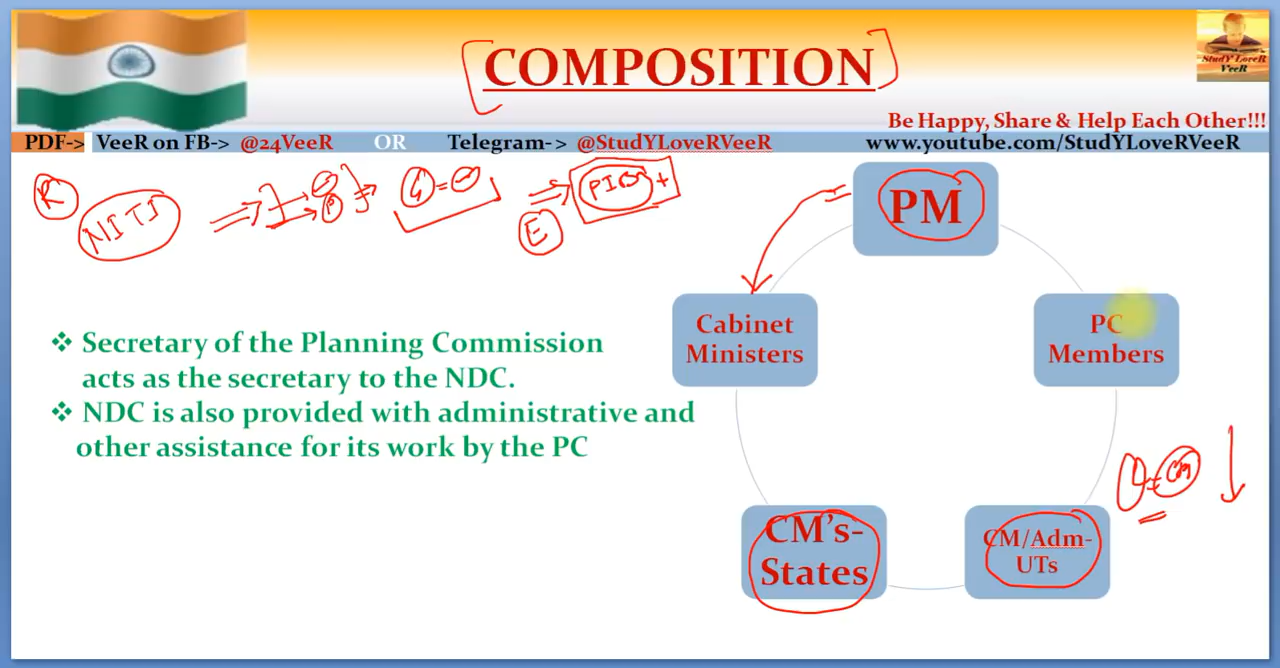 COMPOSITION
StudY LoveR
VeeR
Be Happy, Share & Help Each Other!!!
PDF-> VeeR on FB-> @24VeeR OR Telegram-> @StudYLoveRVeeR www.youtube.com/StudYLoveRVeeR
R
NITI
E
PM
Cabinet
Ministers
PC
Members
❖ Secretary of the Planning Commission
acts as the secretary to the NDC.
❖ NDC is also provided with administrative and
other assistance for its work by the PC
CM's-
States
CM/Adm-
UTs